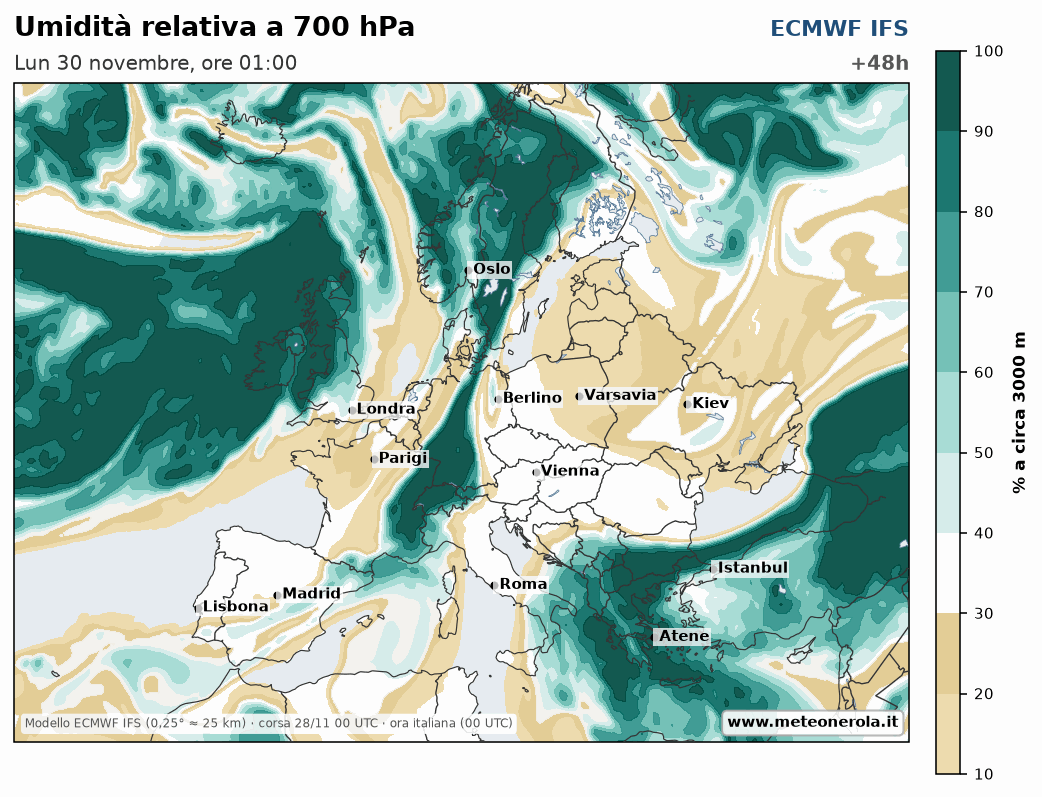 Umidità relativa a 700 hPa
ECMWF IFS
Lun 30 novembre, ore 01:00
+48h
100
90
80
70
60
50
40
30
20
10
% a circa 3000 m
Oslo
Londra
Berlino
Varsavia
Kiev
Parigi
Vienna
Istanbul
Roma
Madrid
Lisbona
Atene
Modello ECMWF IFS (0,25° ≈ 25 km) · corsa 28/11 00 UTC · ora italiana (00 UTC)
www.meteonerola.it